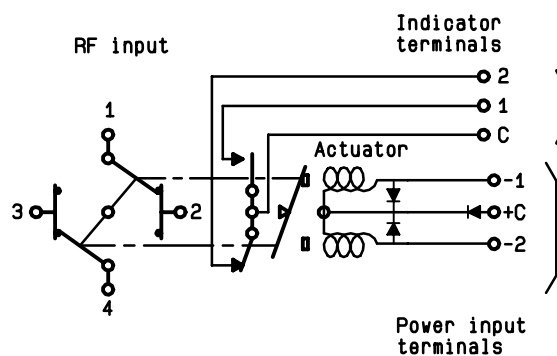 Indicator
terminals
RF input
2
1
1
C
Actuator
-1
3
2
+C
-2
4
Power input
terminals